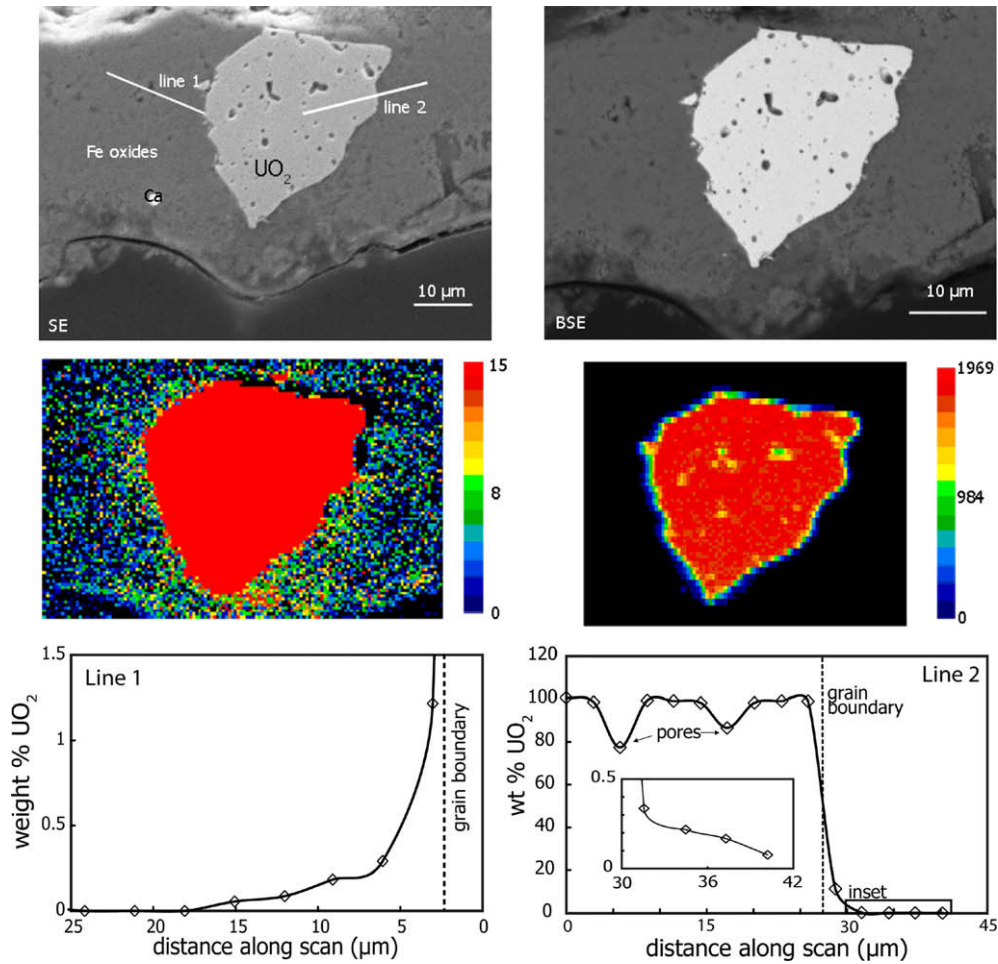 line 1
line 2
Fe oxides
UO2
Ca
10 µm
SE
10 µm
BSE
15
8
0
1969
984
0
1.5
1
0.5
0
weight % UO2
Line 1
grain boundary
25 20 15 10 5 0
distance along scan (µm)
120
100
80
60
40
20
0
wt % UO2
Line 2
grain
boundary
pores
0.5
0
30 36 42
inset
0 15 30 45
distance along scan (µm)